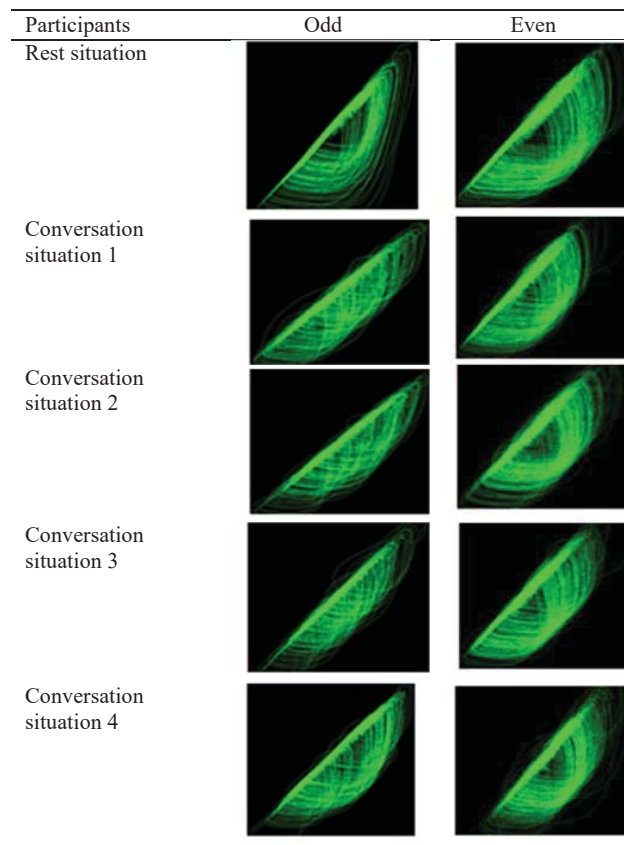 Participants Odd Even
Rest situation
Conversation
situation 1
Conversation
situation 2
Conversation
situation 3
Conversation
situation 4